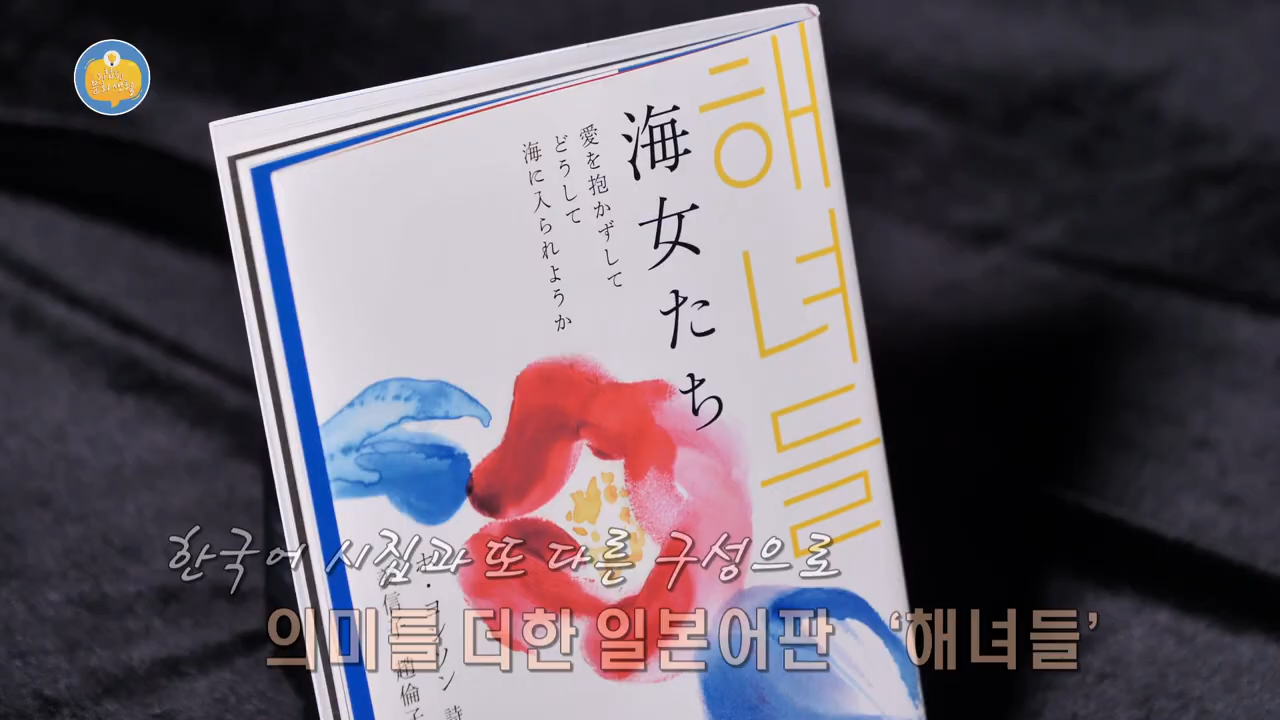 해녀들
海女たち
愛を抱かずして
どうして
海に入られようか
한국어 시집과 또 다른 구성으로
의미를 더한 일본어판 ‘해녀들’